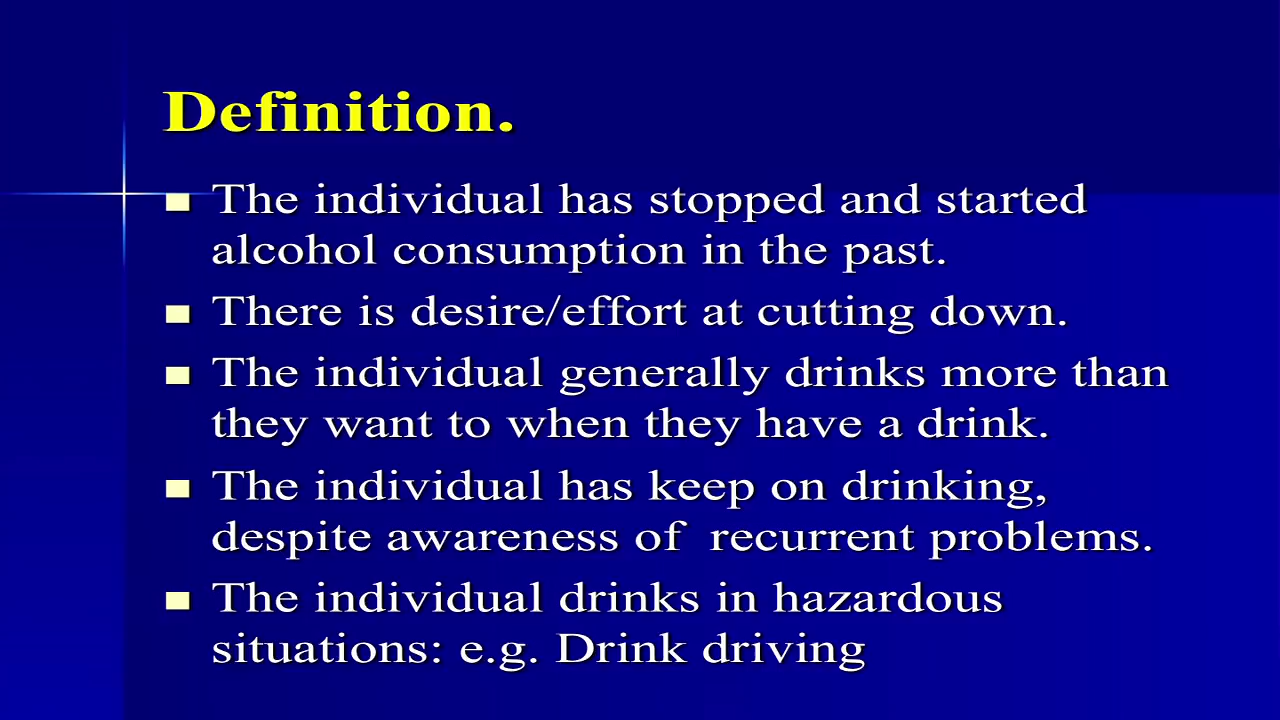 Definition.
The individual has stopped and started
alcohol consumption in the past.
There is desire/effort at cutting down.
The individual generally drinks more than
they want to when they have a drink.
The individual has keep on drinking,
despite awareness of  recurrent problems.
The individual drinks in hazardous
situations: e.g. Drink driving